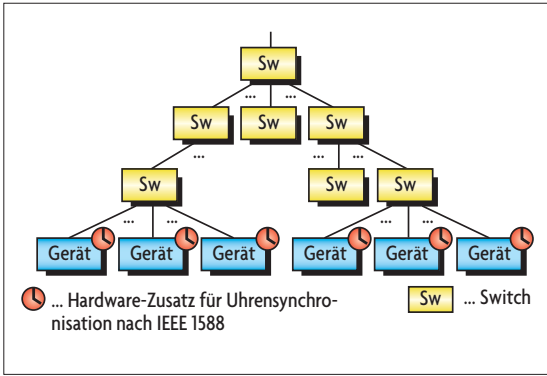 Sw
... ...
Sw Sw Sw
... ... ...
Sw Sw Sw
... ... ... ...
Gerät Gerät Gerät Gerät Gerät Gerät
... Hardware-Zusatz für Uhrensynchro-
nisation nach IEEE 1588
Sw ... Switch